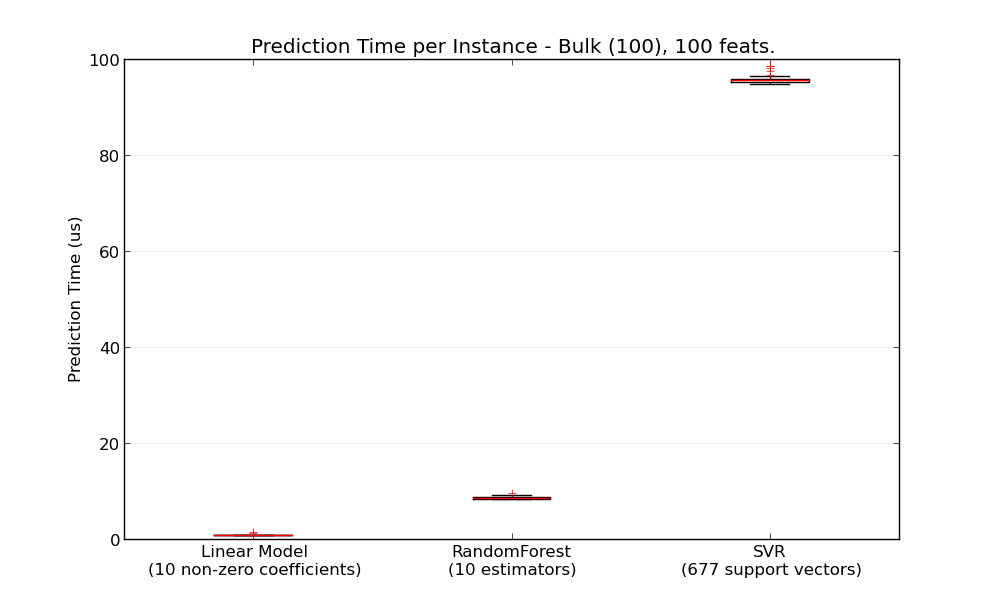 Prediction Time per Instance - Bulk (100), 100 feats.
100
80
60
40
20
0
Prediction Time (us)
Linear Model
(10 non-zero coefficients)
RandomForest
(10 estimators)
SVR
(677 support vectors)